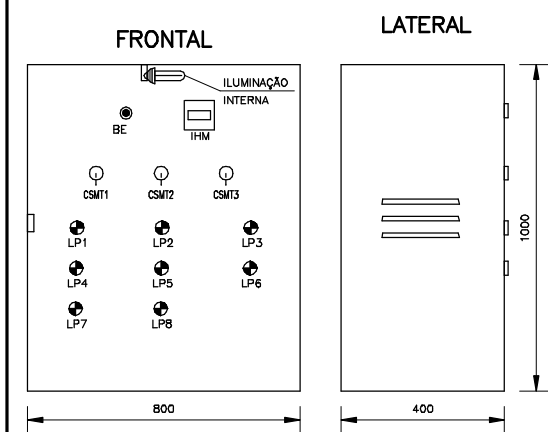 FRONTAL
LATERAL
ILUMINAÇÃO
INTERNA
BE
IHM
CSMT1 CSMT2 CSMT3
LP1 LP2 LP3
LP4 LP5 LP6
LP7 LP8
1000
800
400